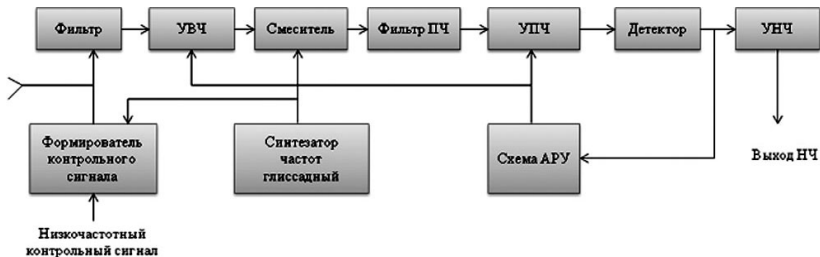 Фильтр
УВЧ
Смеситель
Фильтр ПЧ
УПЧ
Детектор
УНЧ
Формирователь
контрольного
сигнала
Синтезатор
частот
глиссадный
Схема АРУ
Выход НЧ
Низкочастотный
контрольный сигнал